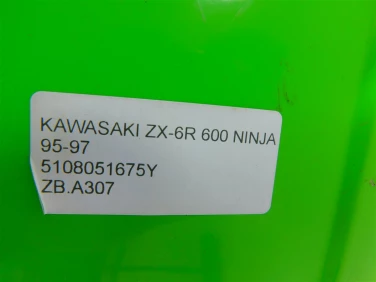 KAWASAKI ZX-6R 600 NINJA
95-97
5108051675Y
ZB.A307